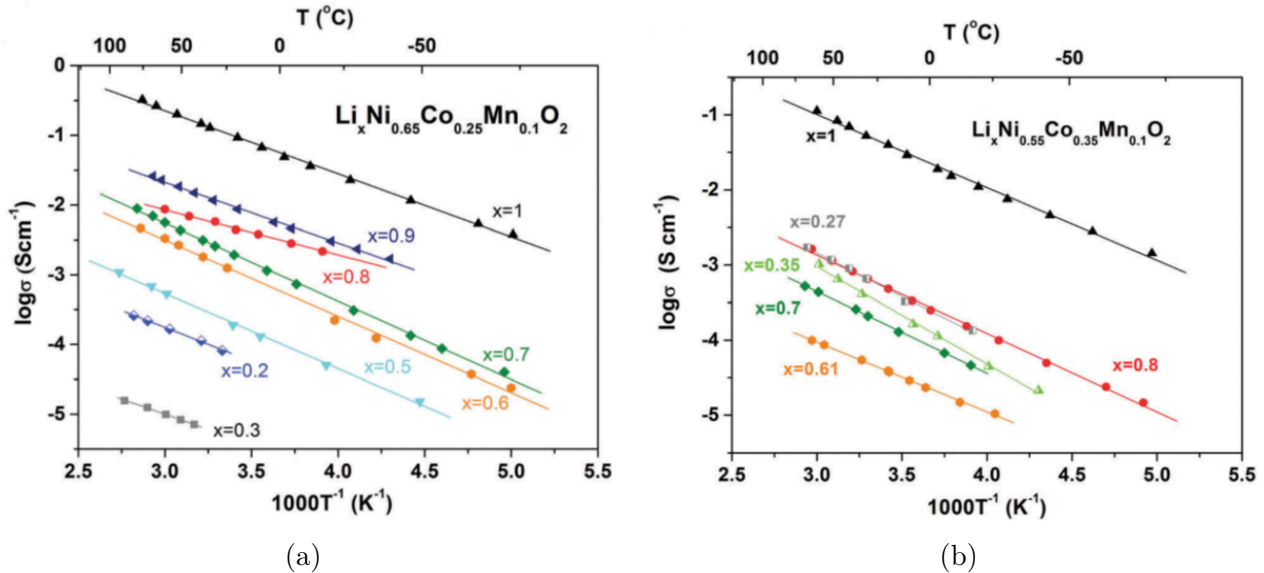 T (°C)
100 50 0 -50
0
-1
-2
-3
-4
-5
logσ (Scm⁻¹)
LiₓNi₀.₆₅Co₀.₂₅Mn₀.₁O₂
x=1
x=0.9
x=0.8
x=0.7
x=0.5
x=0.6
x=0.2
x=0.3
2.5 3.0 3.5 4.0 4.5 5.0 5.5
1000T⁻¹ (K⁻¹)
(a)
T (°C)
100 50 0 -50
-1
-2
-3
-4
-5
logσ (S cm⁻¹)
LiₓNi₀.₅₅Co₀.₃₅Mn₀.₁O₂
x=1
x=0.27
x=0.35
x=0.7
x=0.8
x=0.61
2.5 3.0 3.5 4.0 4.5 5.0 5.5
1000T⁻¹ (K⁻¹)
(b)